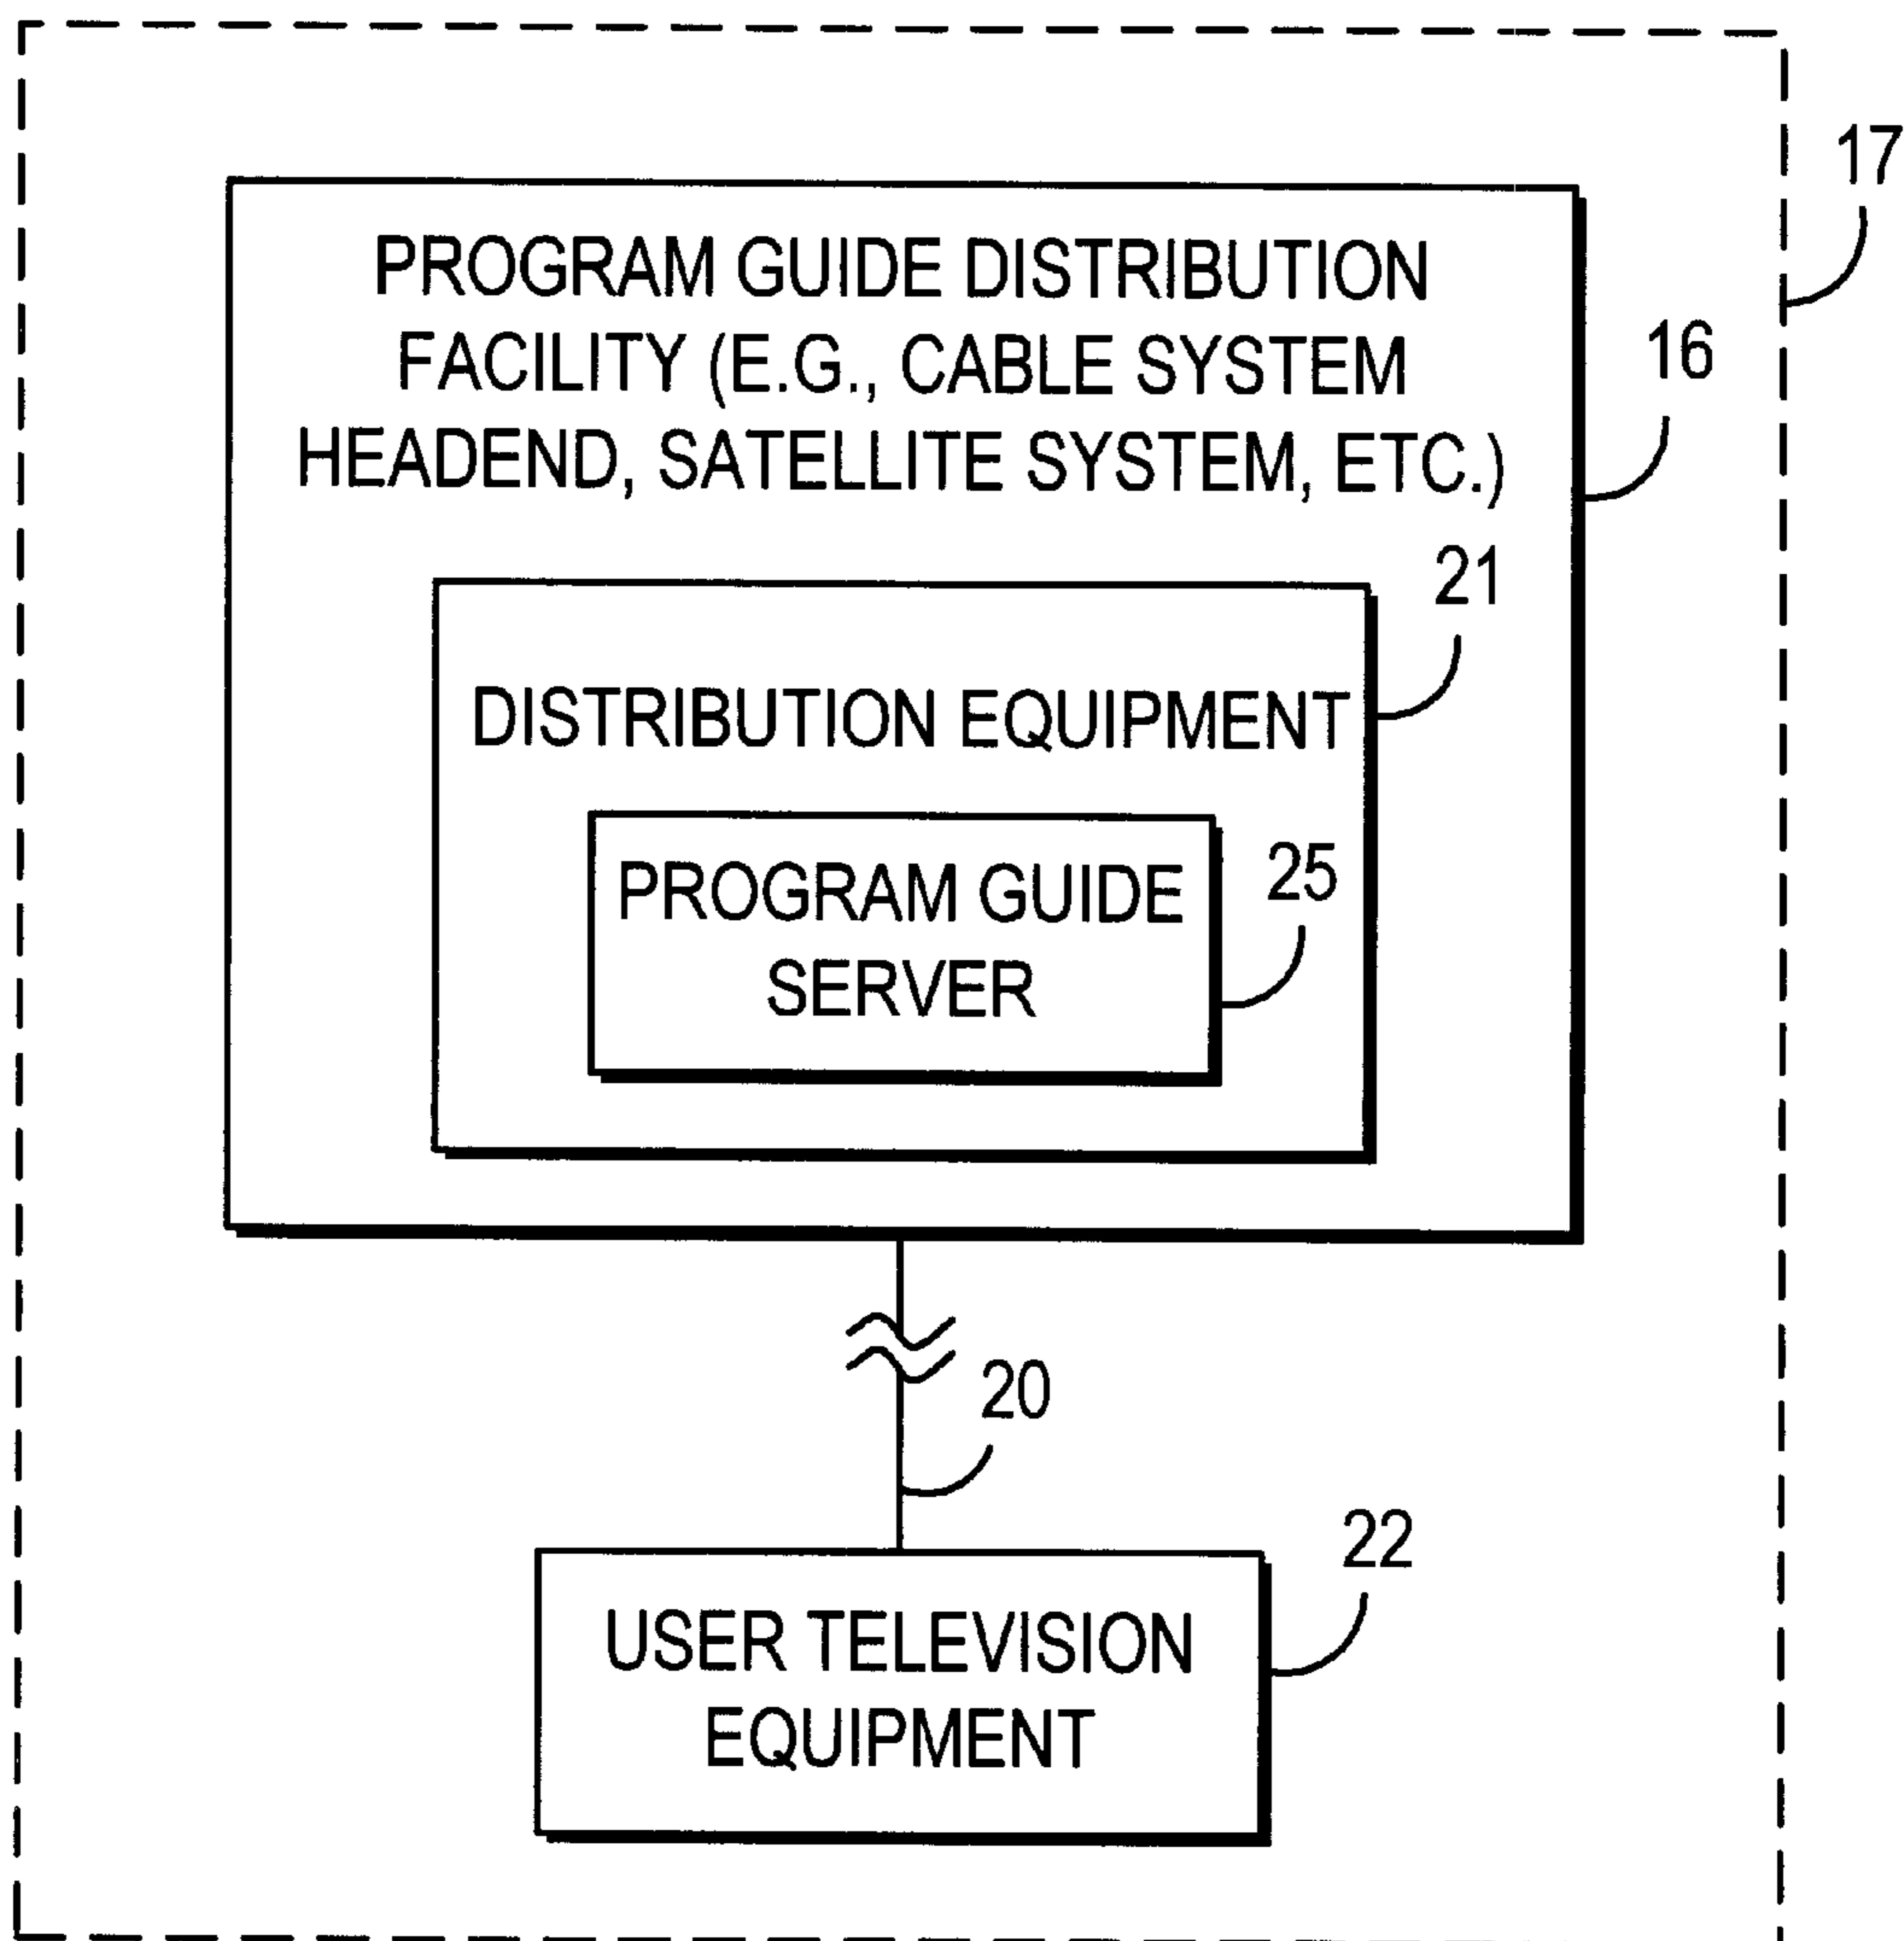 17
PROGRAM GUIDE DISTRIBUTION
FACILITY (E.G., CABLE SYSTEM
HEADEND, SATELLITE SYSTEM, ETC.)
16
21
DISTRIBUTION EQUIPMENT
PROGRAM GUIDE
SERVER
25
20
22
USER TELEVISION
EQUIPMENT